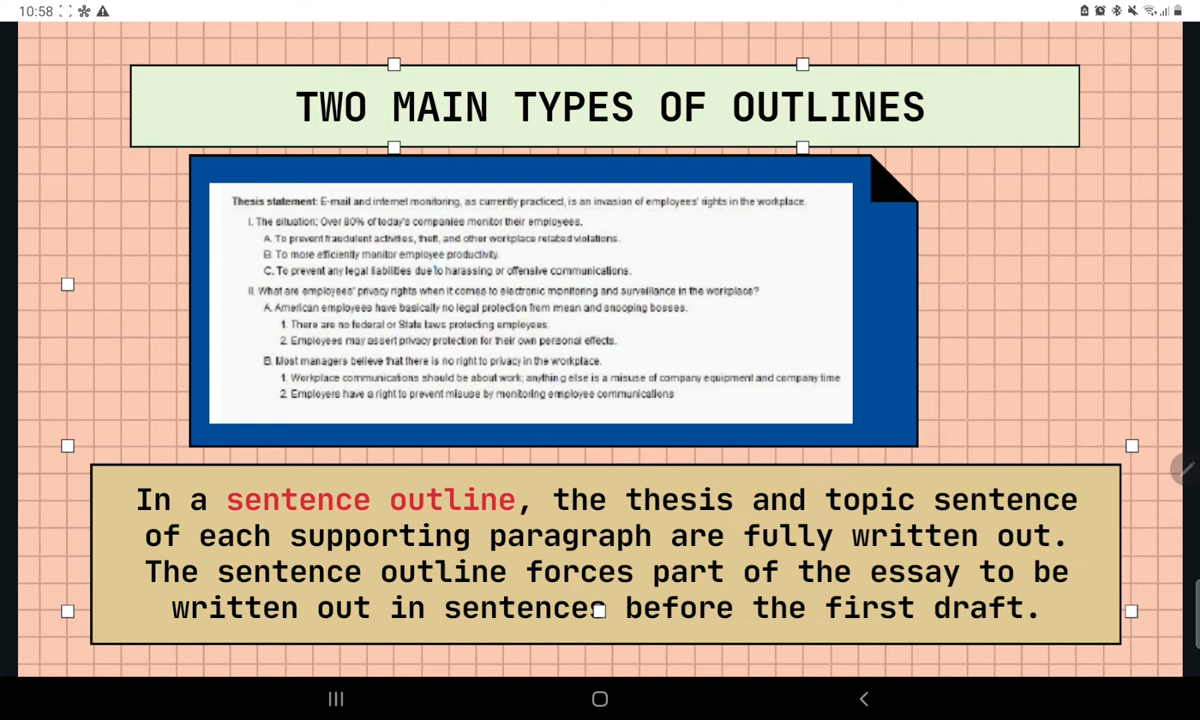 10:58
TWO MAIN TYPES OF OUTLINES
Thesis statement: E-mail and internet monitoring, as currently practiced, is an invasion of employees' rights in the workplace.
I. The situation: Over 80% of today's companies monitor their employees.
A. To prevent fraudulent activities, theft, and other workplace related violations.
B. To more efficiently monitor employee productivity.
C. To prevent any legal liabilities due to harassing or offensive communications.
II. What are employees' privacy rights when it comes to electronic monitoring and surveillance in the workplace?
A. American employees have basically no legal protection from mean and snooping bosses.
1. There are no federal or State laws protecting employees.
2. Employees may assert privacy protection for their own personal effects.
B. Most managers believe that there is no right to privacy in the workplace.
1. Workplace communications should be about work; anything else is a misuse of company equipment and company time
2. Employers have a right to prevent misuse by monitoring employee communications
In a sentence outline, the thesis and topic sentence
of each supporting paragraph are fully written out.
The sentence outline forces part of the essay to be
written out in sentences before the first draft.